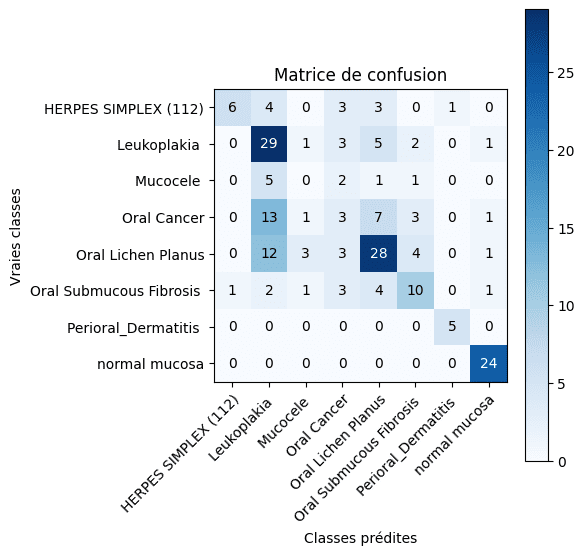 Matrice de confusion
HERPES SIMPLEX (112) 6 4 0 3 3 0 1 0
Leukoplakia 0 29 1 3 5 2 0 1
Mucocele 0 5 0 2 1 1 0 0
Oral Cancer 0 13 1 3 7 3 0 1
Oral Lichen Planus 0 12 3 3 28 4 0 1
Oral Submucous Fibrosis 1 2 1 3 4 10 0 1
Perioral_Dermatitis 0 0 0 0 0 0 5 0
normal mucosa 0 0 0 0 0 0 0 24
Vraies classes
HERPES SIMPLEX (112)
Leukoplakia
Mucocele
Oral Cancer
Oral Lichen Planus
Oral Submucous Fibrosis
Perioral_Dermatitis
normal mucosa
Classes prédites
25
20
15
10
5
0